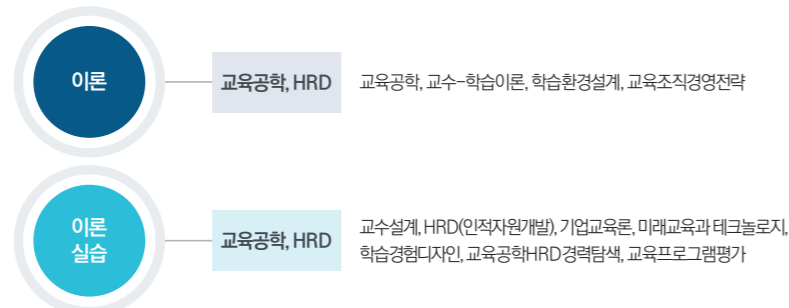 이론
교육공학, HRD
교육공학, 교수-학습이론, 학습환경설계, 교육조직경영전략
이론
실습
교육공학, HRD
교수설계, HRD(인적자원개발), 기업교육론, 미래교육과 테크놀로지,
학습경험디자인, 교육공학HRD경력탐색, 교육프로그램평가